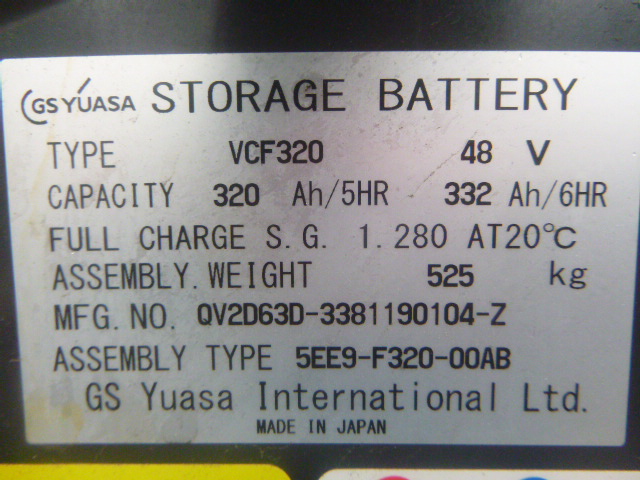 GS YUASA STORAGE BATTERY
TYPE VCF320 48 V
CAPACITY 320 Ah/5HR 332 Ah/6HR
FULL CHARGE S.G. 1.280 AT20℃
ASSEMBLY.WEIGHT 525 kg
MFG.NO. QV2D63D-3381190104-Z
ASSEMBLY TYPE 5EE9-F320-00AB
GS Yuasa International Ltd.
MADE IN JAPAN